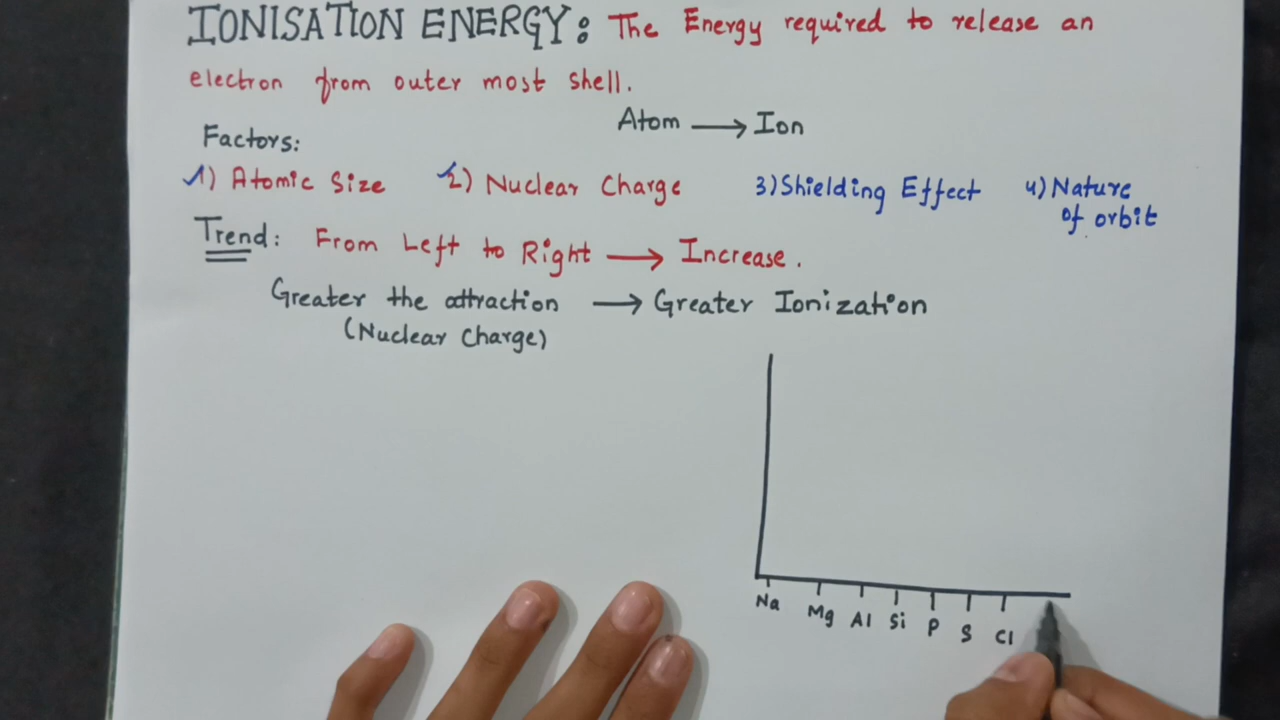 IONISATION ENERGY: The Energy required to release an
electron from outer most shell.
Atom → Ion
Factors:
1) Atomic Size 2) Nuclear Charge 3) Shielding Effect 4) Nature
of orbit
Trend: From Left to Right → Increase.
Greater the attraction → Greater Ionization
(Nuclear Charge)
Na Mg Al Si P S Cl